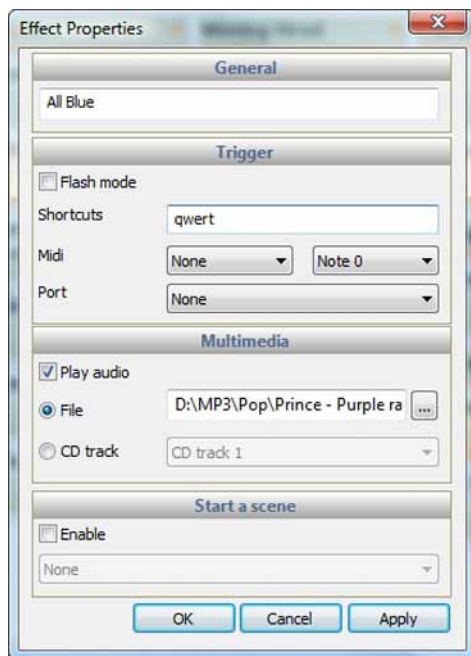 Effect Properties
General
All Blue
Trigger
Flash mode
Shortcuts qwert
Midi None Note 0
Port None
Multimedia
Play audio
File D:\MP3\Pop\Prince - Purple ra ...
CD track CD track 1
Start a scene
Enable
None
OK Cancel Apply